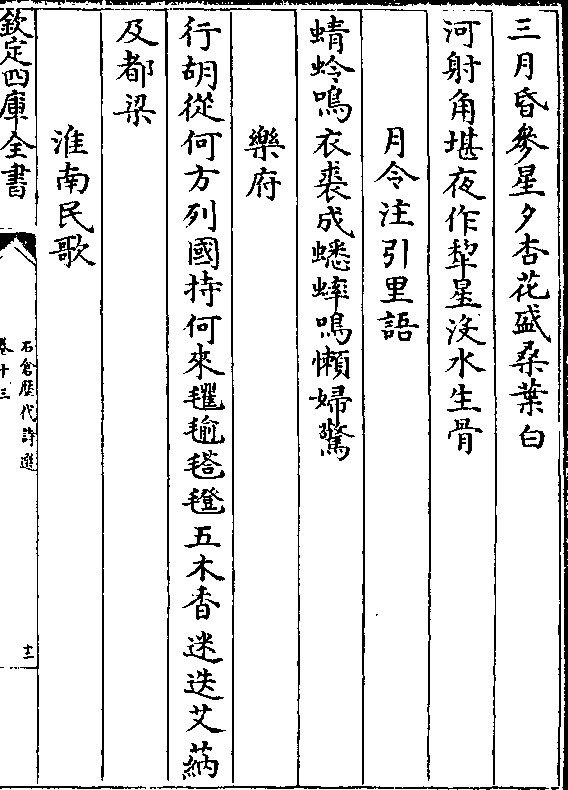 三月昏參星夕杏花盛桑葉白
河射角堪夜作犂星沒水生骨
月令注引里語
蜻蛉鳴衣裘成蟋蟀鳴懶婦驚
樂府
行胡從何方列國持何來氍毹毾㲪五木香迷迭艾蒳
及都梁
淮南民歌
欽定四庫全書
石倉歷代詩選
卷十三
十二